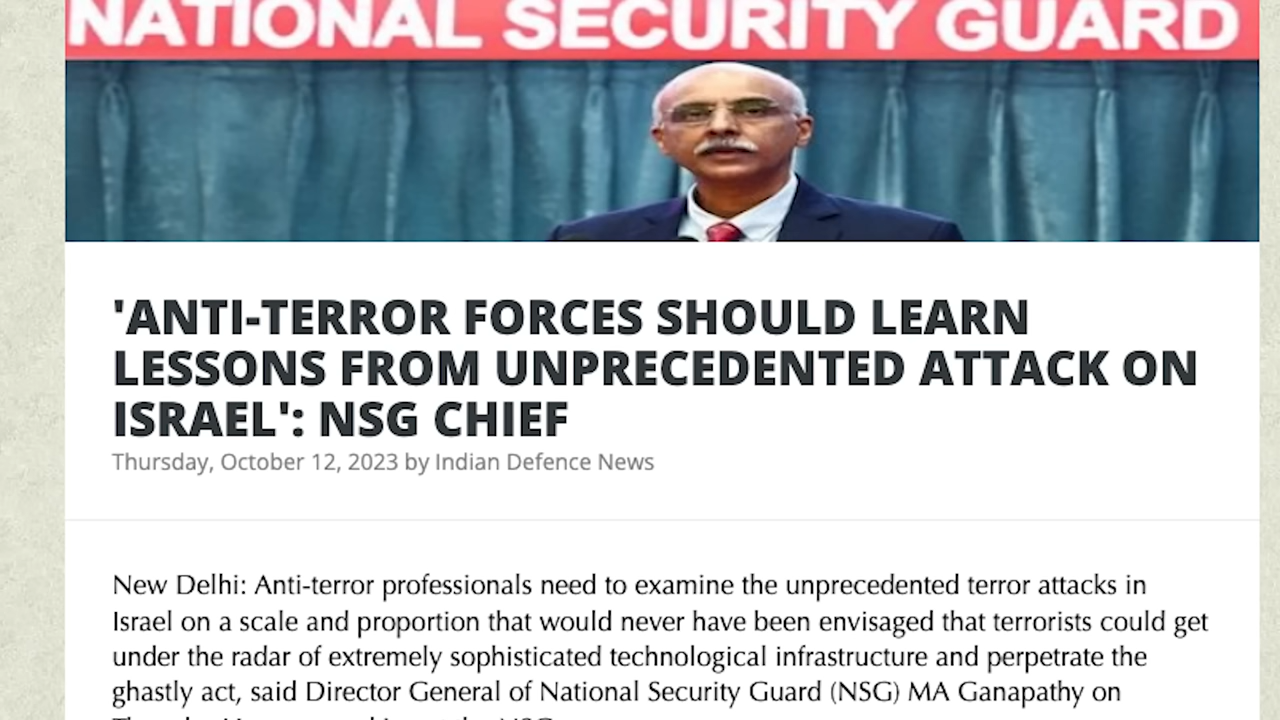 NATIONAL SECURITY GUARD
'ANTI-TERROR FORCES SHOULD LEARN
LESSONS FROM UNPRECEDENTED ATTACK ON
ISRAEL': NSG CHIEF
Thursday, October 12, 2023 by Indian Defence News
New Delhi: Anti-terror professionals need to examine the unprecedented terror attacks in
Israel on a scale and proportion that would never have been envisaged that terrorists could get
under the radar of extremely sophisticated technological infrastructure and perpetrate the
ghastly act, said Director General of National Security Guard (NSG) MA Ganapathy on